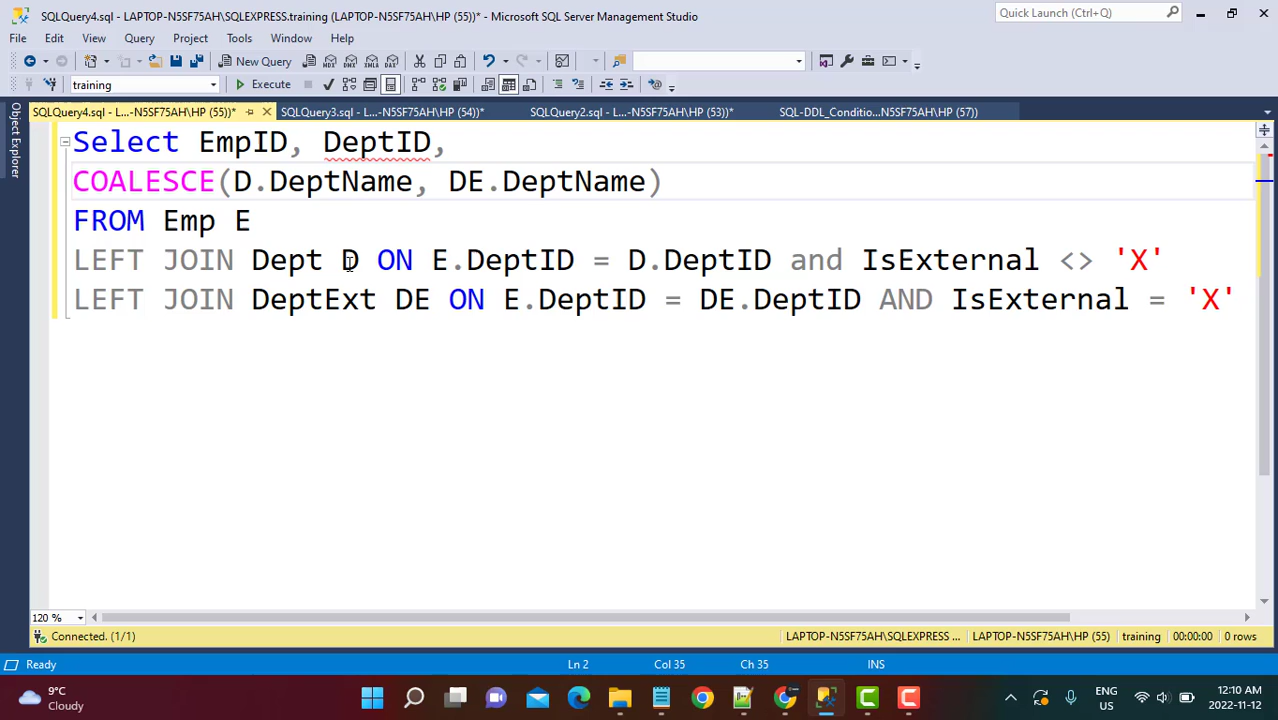 SQLQuery4.sql - LAPTOP-N5SF75AH\SQLEXPRESS.training (LAPTOP-N5SF75AH\HP (55))* - Microsoft SQL Server Management Studio
Quick Launch (Ctrl+Q)
File Edit View Query Project Tools Window Help
New Query MDX DMX XMLA DAX
training Execute
SQLQuery4.sql - L...-N5SF75AH\HP (55))* SQLQuery3.sql - L...-N5SF75AH\HP (54))* SQLQuery2.sql - L...-N5SF75AH\HP (53))* SQL-DDL_Conditio...N5SF75AH\HP (57))
Object Explorer
Select EmpID, DeptID,
COALESCE(D.DeptName, DE.DeptName)
FROM Emp E
LEFT JOIN Dept D ON E.DeptID = D.DeptID and IsExternal <> 'X'
LEFT JOIN DeptExt DE ON E.DeptID = DE.DeptID AND IsExternal = 'X'
120 %
Connected. (1/1) LAPTOP-N5SF75AH\SQLEXPRESS ... LAPTOP-N5SF75AH\HP (55) training 00:00:00 0 rows
Ready Ln 2 Col 35 Ch 35 INS
9°C
Cloudy
ENG
US
12:10 AM
2022-11-12